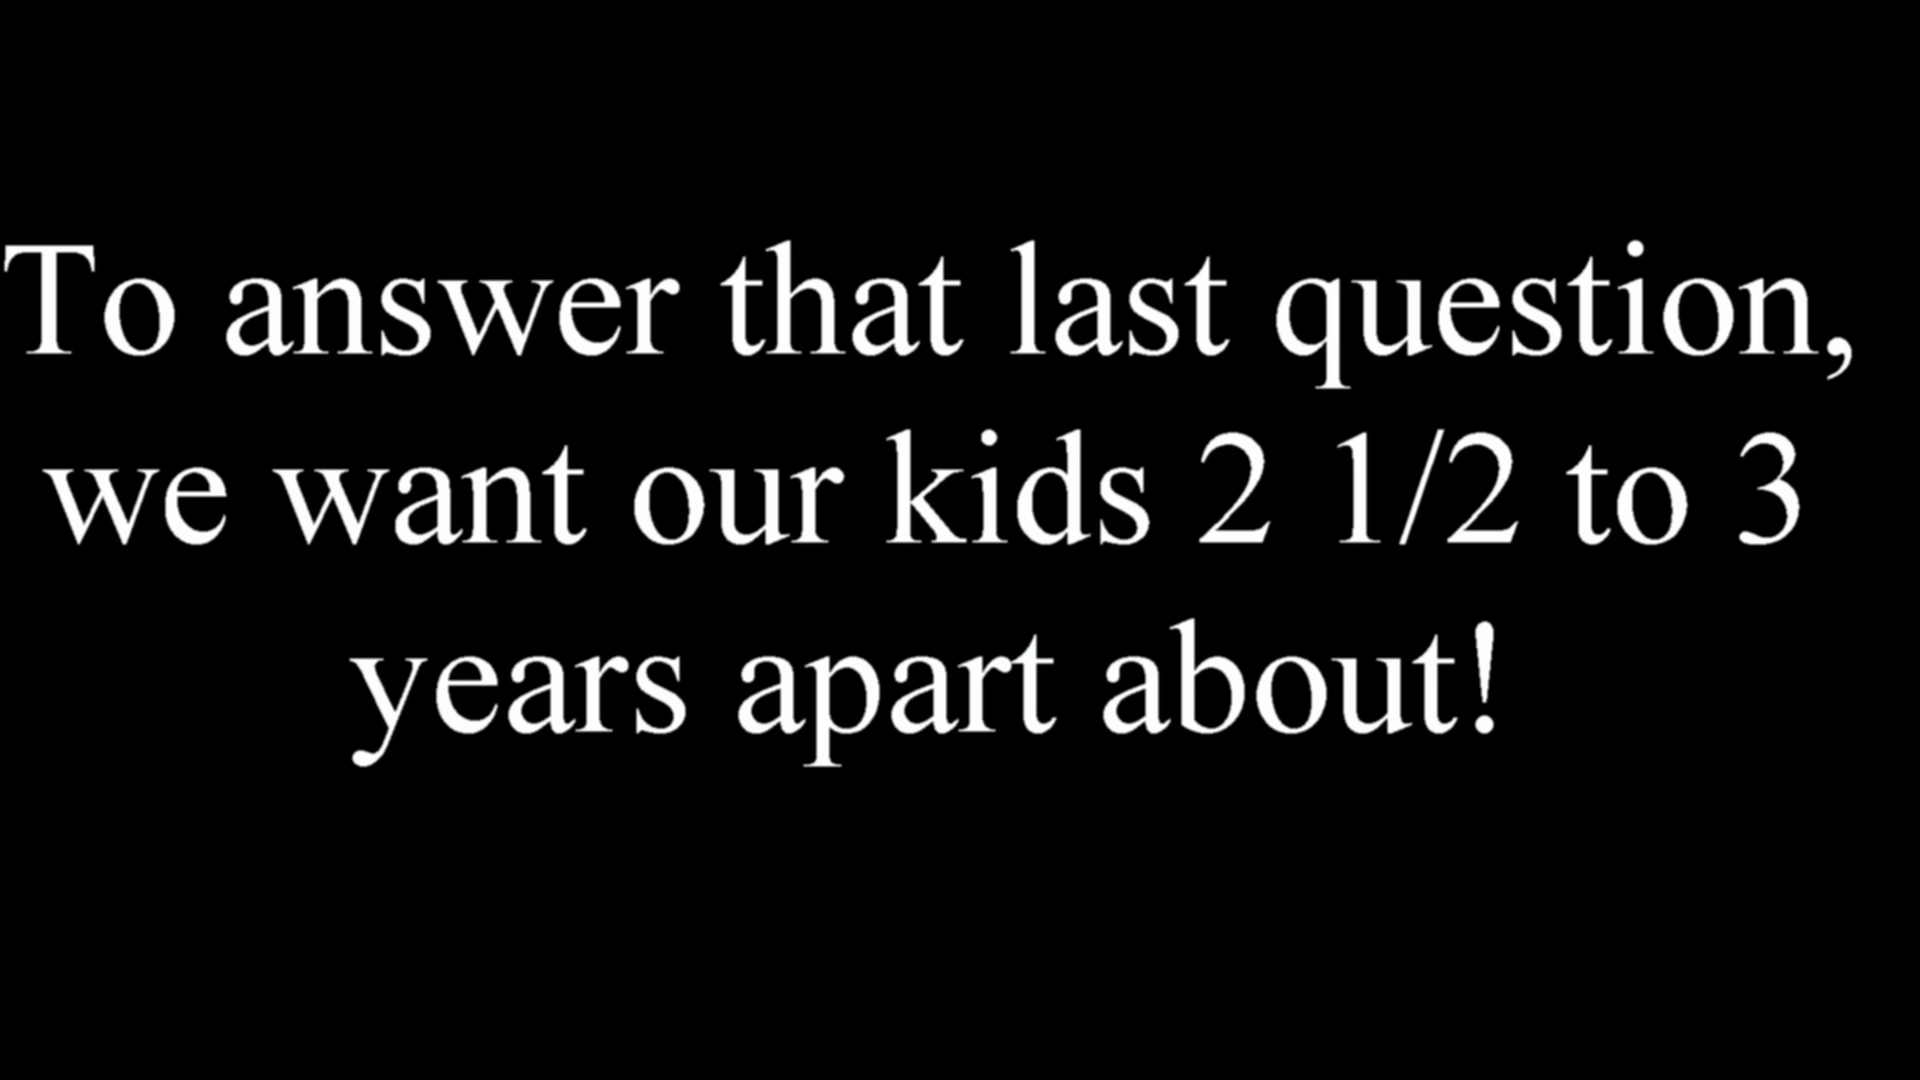 To answer that last question,
we want our kids 2 1/2 to 3
years apart about!